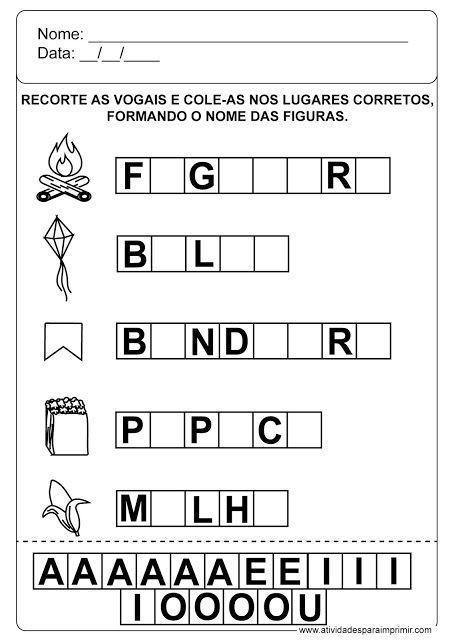 Nome: ______________________________________
Data: __/__/____
RECORTE AS VOGAIS E COLE-AS NOS LUGARES CORRETOS,
FORMANDO O NOME DAS FIGURAS.
F G R
B L
B N D R
P P C
M L H
A A A A A A E E I I I
I O O O O U
www.atividadesparaimprimir.com